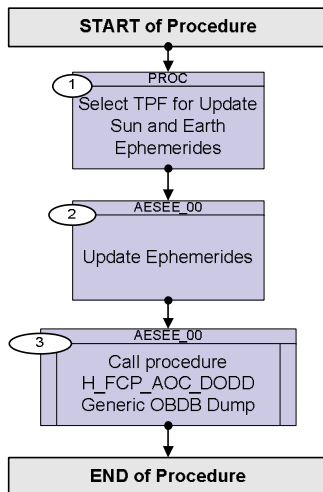 START of Procedure
1
PROC
Select TPF for Update
Sun and Earth
Ephemerides
2
AESEE_00
Update Ephemerides
3
AESEE_00
Call procedure
H_FCP_AOC_DODD
Generic OBDB Dump
END of Procedure